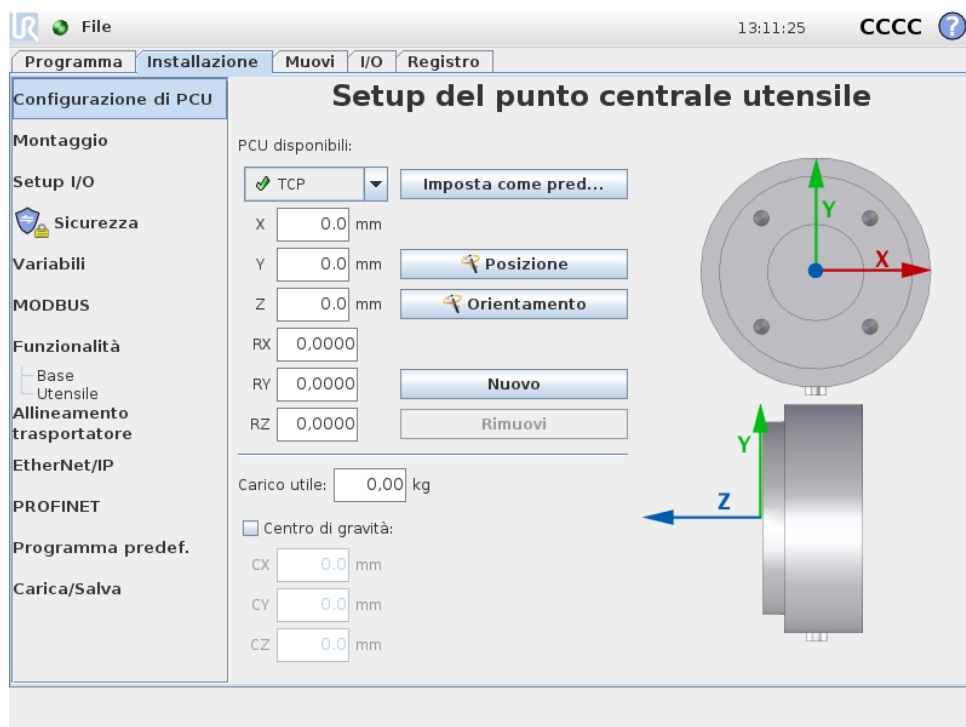 UR File 13:11:25 CCCC ?
Programma Installazione Muovi I/O Registro
Configurazione di PCU
Montaggio
Setup I/O
Sicurezza
Variabili
MODBUS
Funzionalità
Base
Utensile
Allineamento
trasportatore
EtherNet/IP
PROFINET
Programma predef.
Carica/Salva
Setup del punto centrale utensile
PCU disponibili:
TCP Imposta come pred...
X 0.0 mm
Y 0.0 mm Posizione
Z 0.0 mm Orientamento
RX 0,0000
RY 0,0000 Nuovo
RZ 0,0000 Rimuovi
Carico utile: 0,00 kg
Centro di gravità:
CX 0.0 mm
CY 0.0 mm
CZ 0.0 mm
Y
X
Y
Z